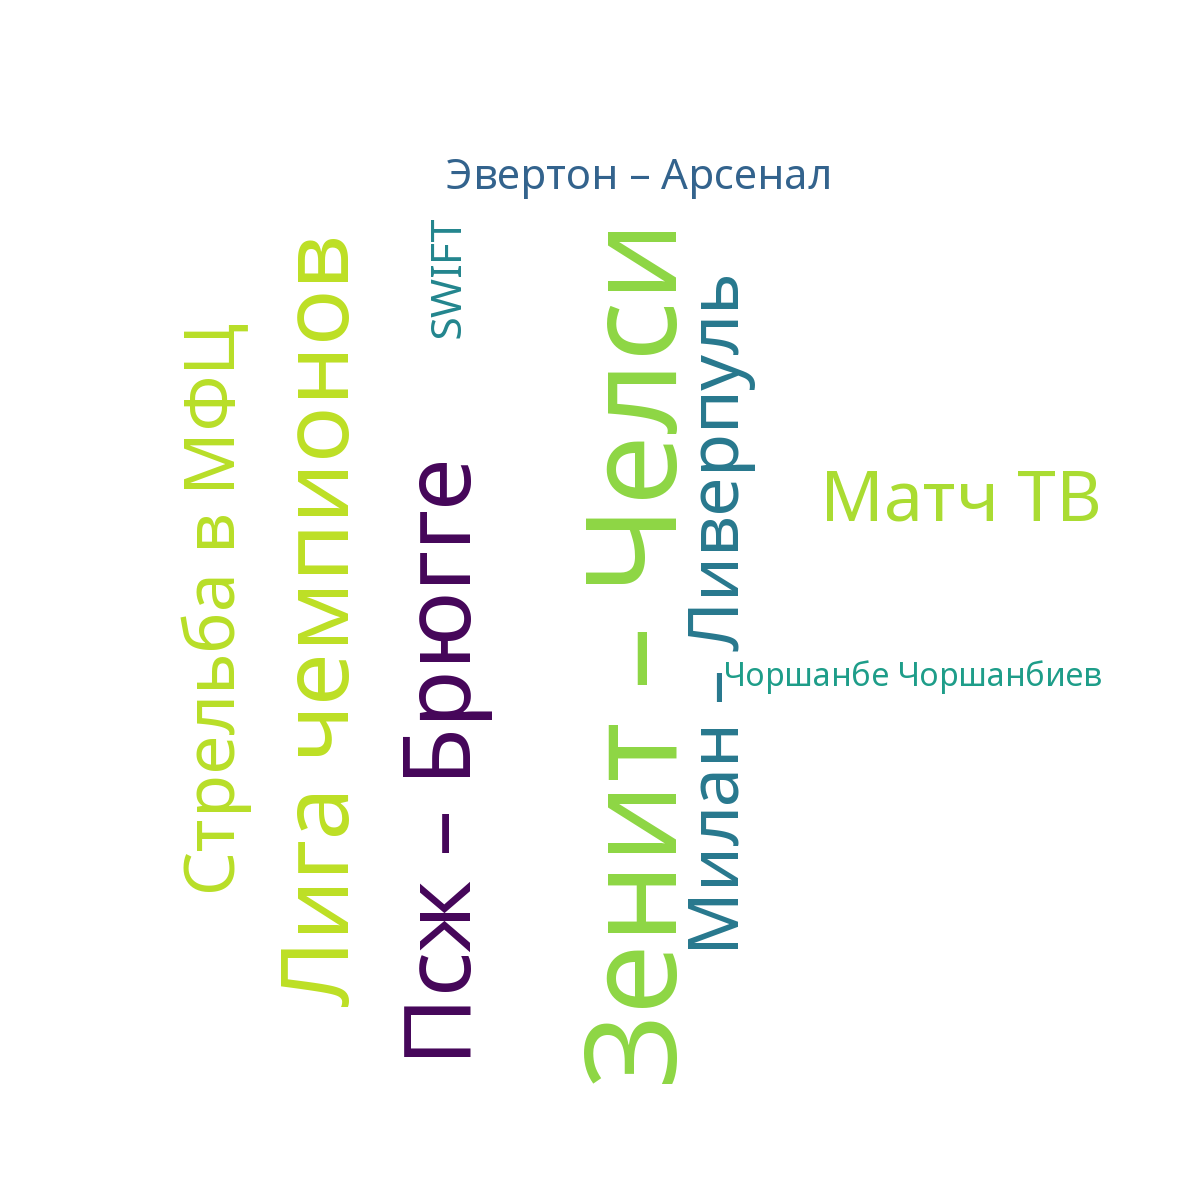 Эвертон – Арсенал
Стрельба в МФЦ
Лига чемпионов
SWIFT
Псж – Брюгге
Зенит – Челси
Милан – Ливерпуль
Матч ТВ
Чоршанбе Чоршанбиев